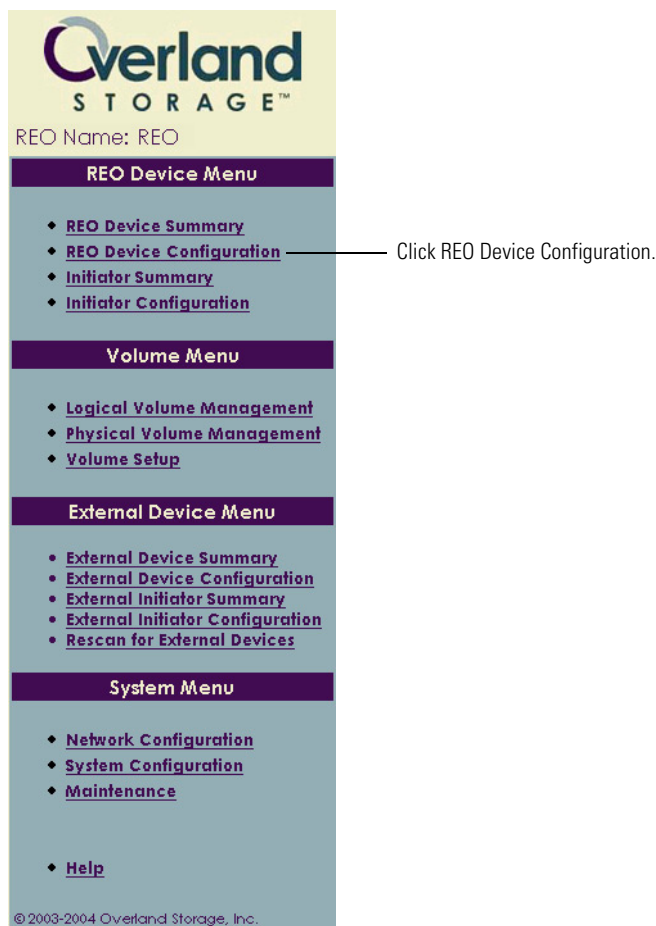 Overland
STORAGE™
REO Name: REO
REO Device Menu
REO Device Summary
REO Device Configuration
Click REO Device Configuration.
Initiator Summary
Initiator Configuration
Volume Menu
Logical Volume Management
Physical Volume Management
Volume Setup
External Device Menu
External Device Summary
External Device Configuration
External Initiator Summary
External Initiator Configuration
Rescan for External Devices
System Menu
Network Configuration
System Configuration
Maintenance
Help
© 2003-2004 Overland Storage, Inc.